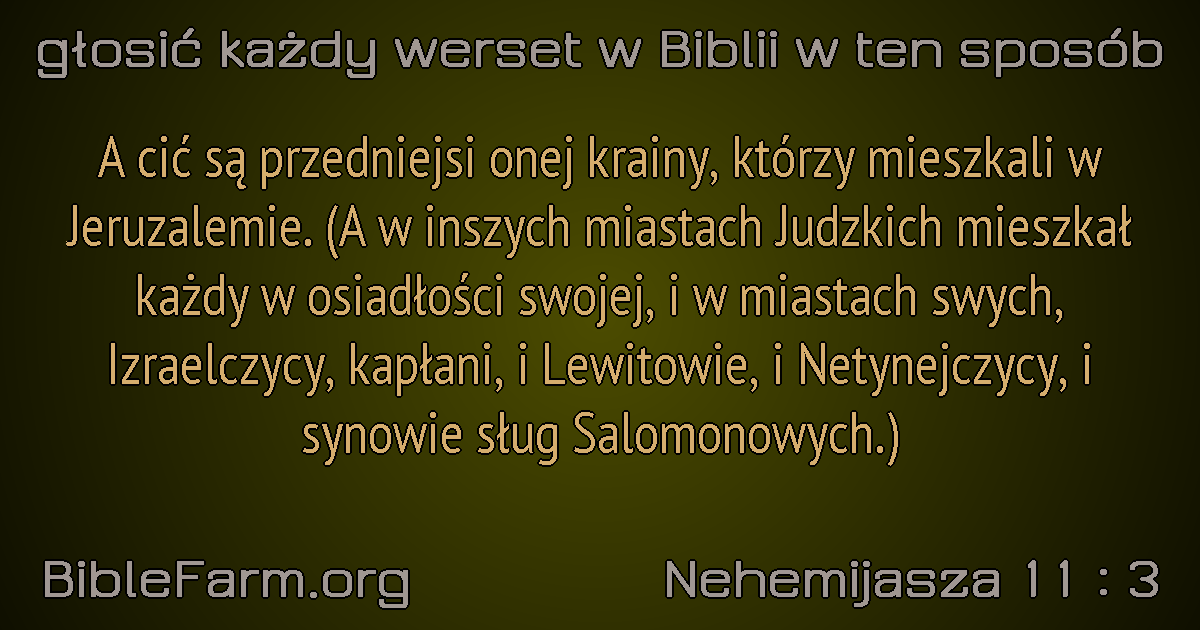 głosić każdy werset w Biblii w ten sposób
A cić są przedniejsi onej krainy, którzy mieszkali w
Jeruzalemie. (A w inszych miastach Judzkich mieszkał
każdy w osiadłości swojej, i w miastach swych,
Izraelczycy, kapłani, i Lewitowie, i Netynejczycy, i
synowie sług Salomonowych.)
BibleFarm.org
Nehemijasza 11 : 3